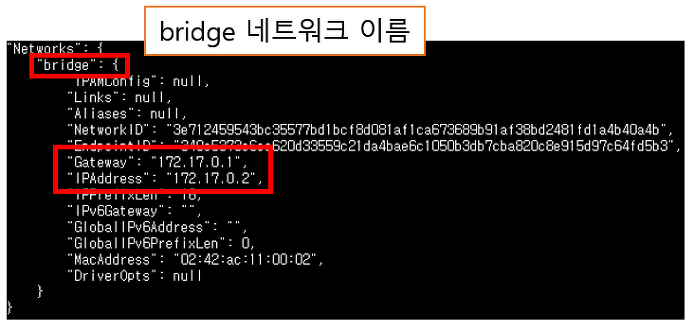 bridge 네트워크 이름
"Networks": {
"bridge": {
"IPAMConfig": null,
"Links": null,
"Aliases": null,
"NetworkID": "3e712459543bc35577bd1bcf8d081af1ca673689b91af38bd2481fd1a4b40a4b",
"EndpointID":
"Gateway": "172.17.0.1",
"IPAddress": "172.17.0.2",
"IPPrefixLen": 16,
"IPv6Gateway": "",
"GlobalIPv6Address": "",
"GlobalIPv6PrefixLen": 0,
"MacAddress": "02:42:ac:11:00:02",
"DriverOpts": null
}
}